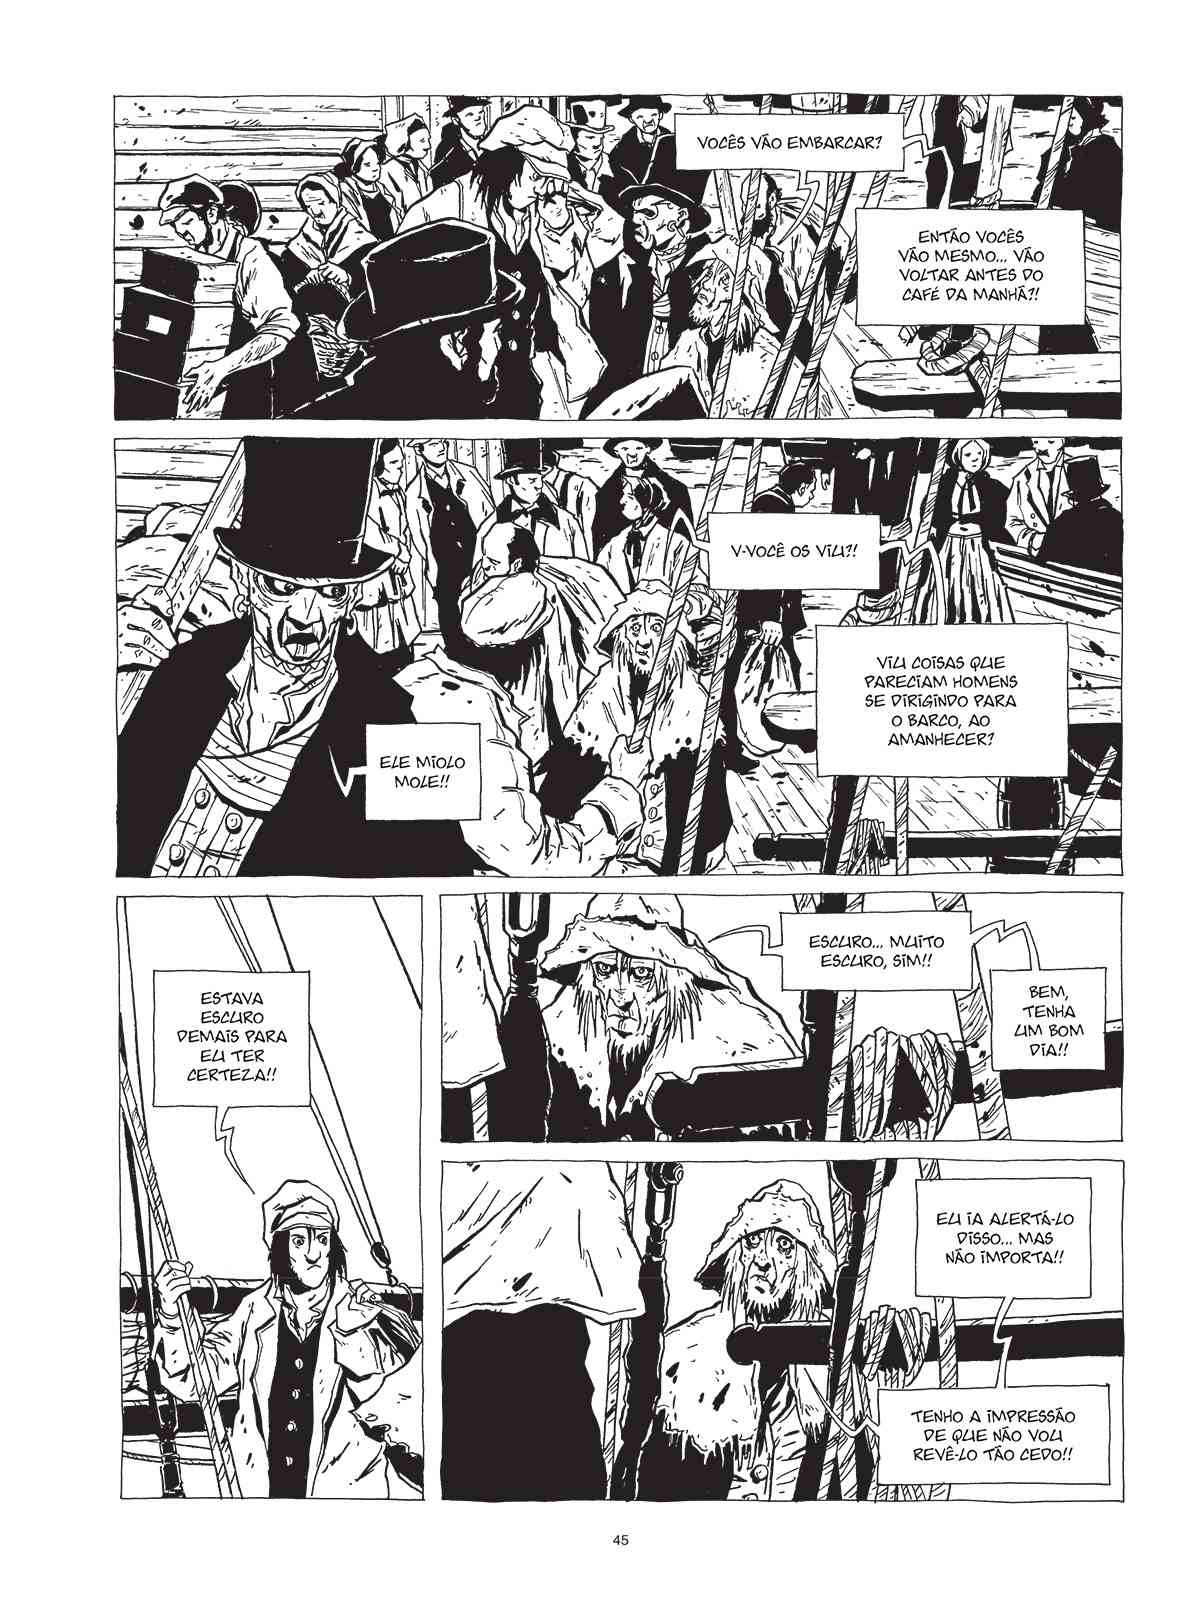 VOCÊS VÃO EMBARCAR?
ENTÃO VOCÊS
VÃO MESMO... VÃO
VOLTAR ANTES DO
CAFÉ DA MANHÃ?!
V-VOCÊ OS VIU?!
VIU COISAS QUE
PARECIAM HOMENS
SE DIRIGINDO PARA
O BARCO, AO
AMANHECER?
ELE MIOLO
MOLE!!
ESTAVA
ESCURO
DEMAIS PARA
EU TER
CERTEZA!!
ESCURO... MUITO
ESCURO, SIM!!
BEM,
TENHA
UM BOM
DIA!!
EU IA ALERTÁ-LO
DISSO... MAS
NÃO IMPORTA!!
TENHO A IMPRESSÃO
DE QUE NÃO VOU
REVÊ-LO TÃO CEDO!!
45